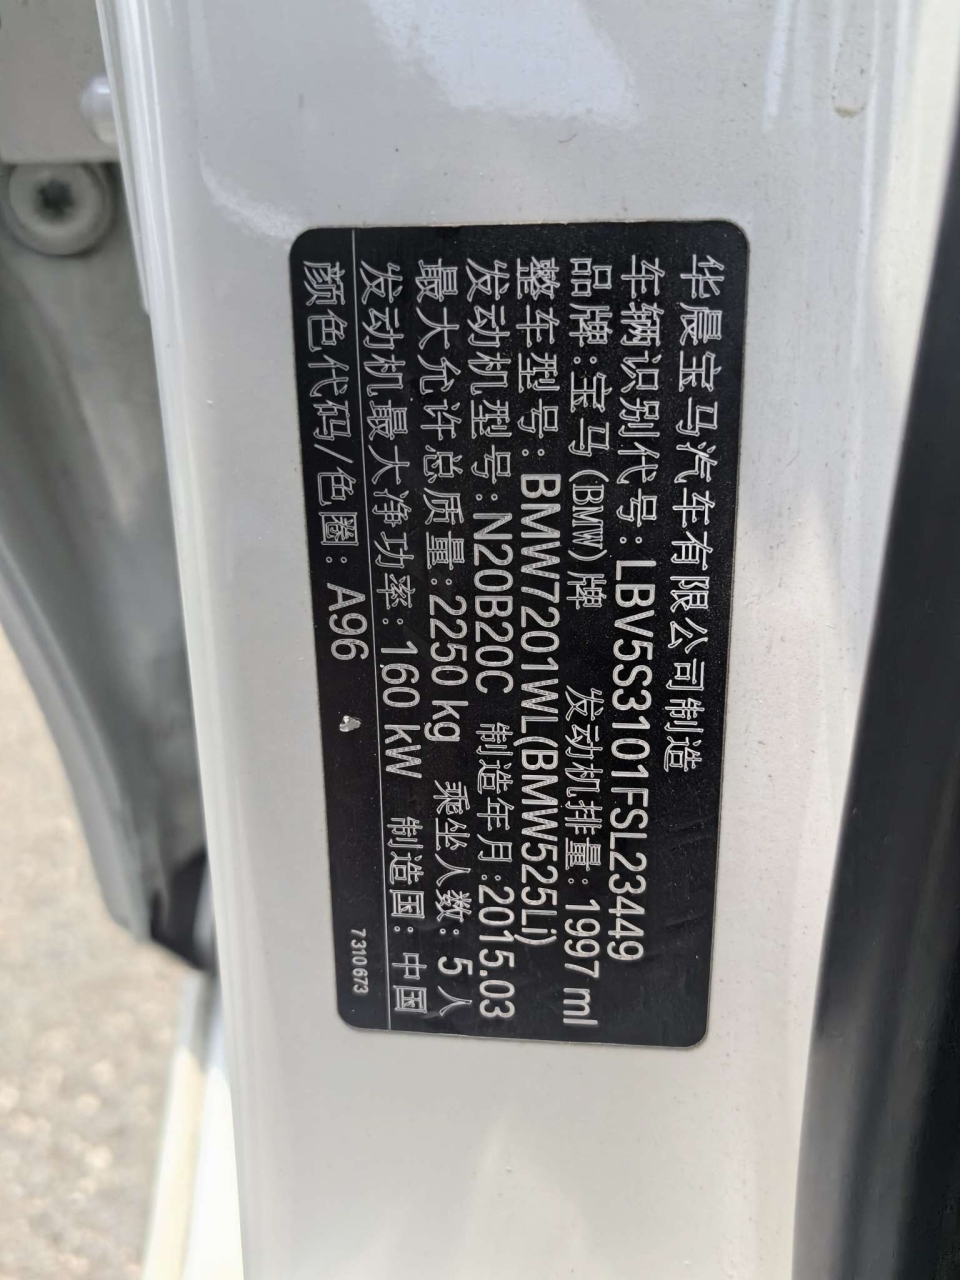 华晨宝马汽车有限公司制造
车辆识别代号:LBV5S3101FSL23449
品牌:宝马(BMW)牌 发动机排量:1997 ml
整车型号:BMW7201WL(BMW525Li)
发动机型号:N20B20C 制造年月:2015.03
最大允许总质量:2250 kg 乘坐人数:5人
发动机最大净功率:160 kW 制造国:中国
颜色代码/色圈:A96
7310673